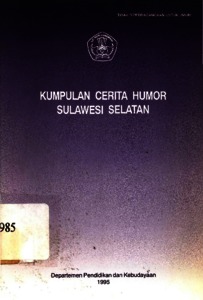 KUMPULAN CERITA HUMOR
SULAWESI SELATAN
985
Departemen Pendidikan dan Kebudayaan
1995